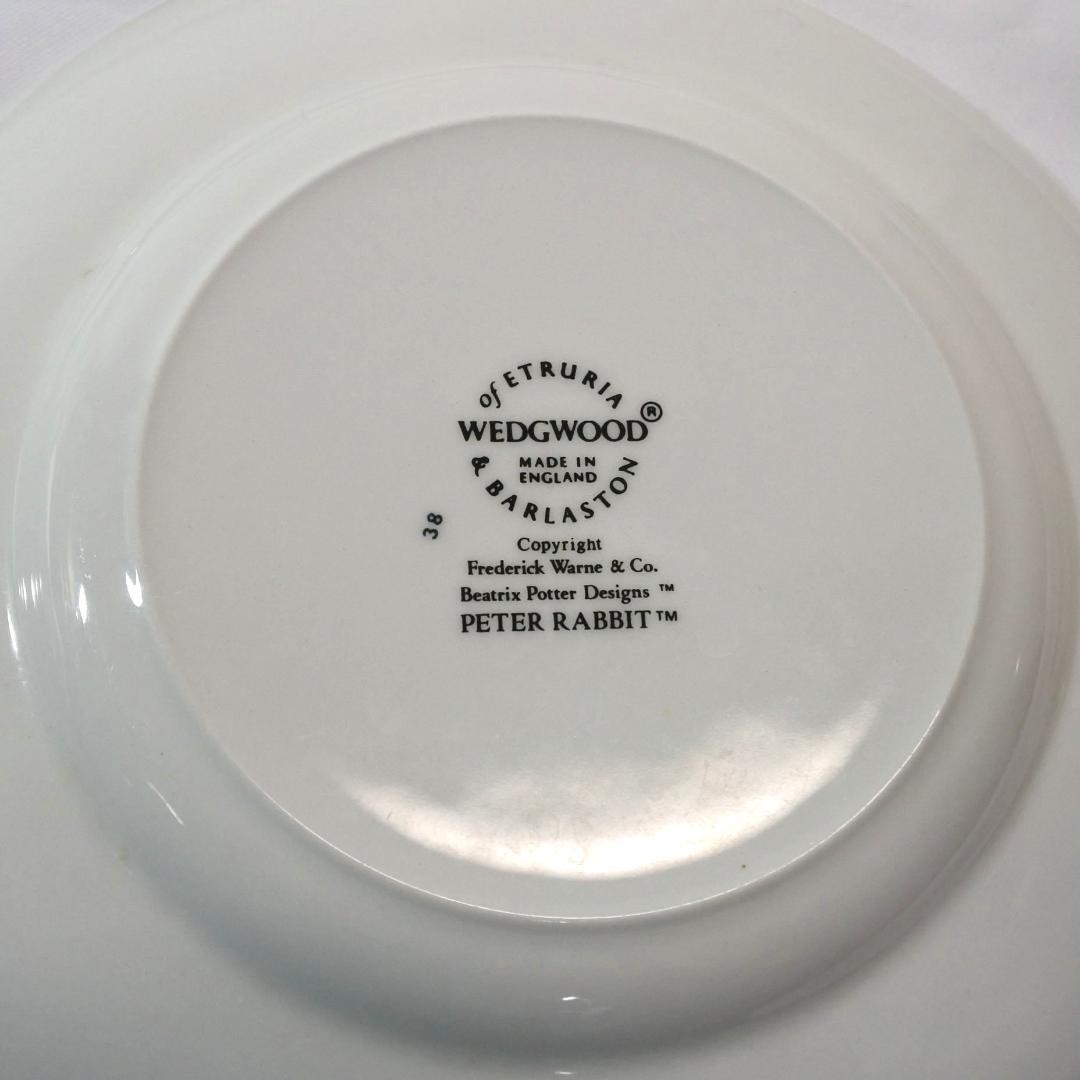 of ETRURIA
WEDGWOOD®
MADE IN
ENGLAND
& BARLASTON
38
Copyright
Frederick Warne & Co.
Beatrix Potter Designs ™
PETER RABBIT™